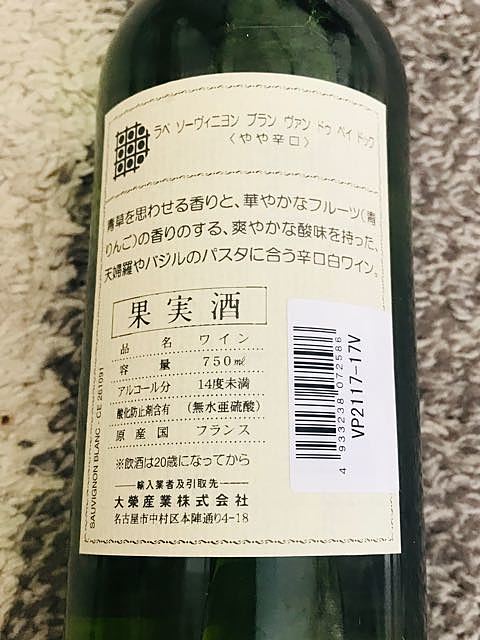 ラベ ソーヴィニヨン ブラン ヴァン ドゥ ペイ ドック
〈やや辛口〉
青草を思わせる香りと、華やかなフルーツ(青
りんご)の香りのする、爽やかな酸味を持った、
天婦羅やバジルのパスタに合う辛口白ワイン。
果実酒
品名 ワイン
容量 750ml
アルコール分 14度未満
酸化防止剤含有 (無水亜硫酸)
原産国 フランス
※飲酒は20歳になってから
輸入業者及引取先
大榮産業株式会社
名古屋市中村区本陣通り4-18
SAUVIGNON BLANC-CE 261091
4 933238 072586
VP2117-17V